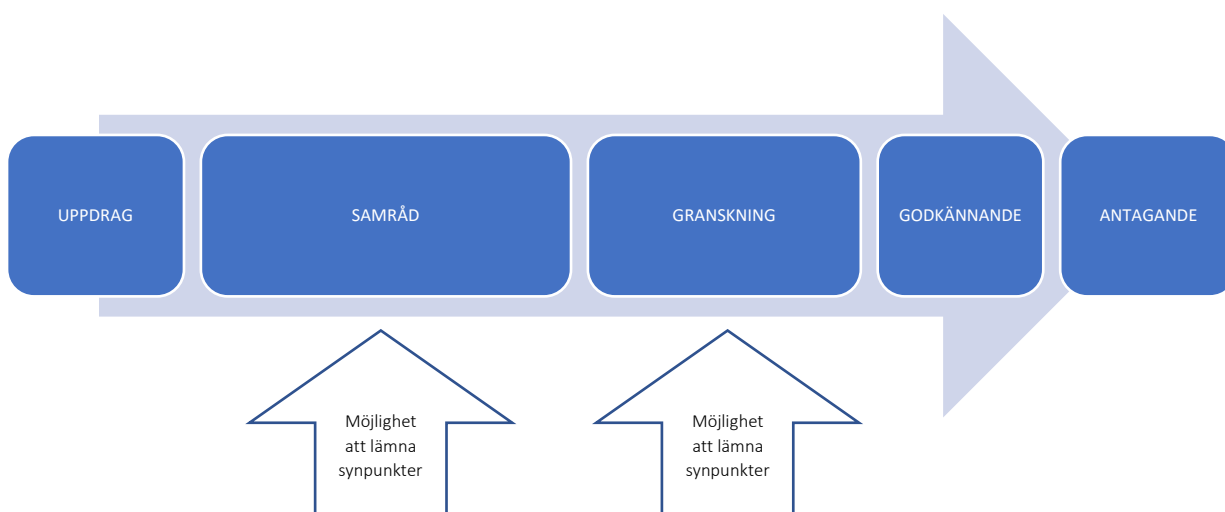 UPPDRAG
SAMRÅD
GRANSKNING
GODKÄNNANDE
ANTAGANDE
Möjlighet
att lämna
synpunkter
Möjlighet
att lämna
synpunkter